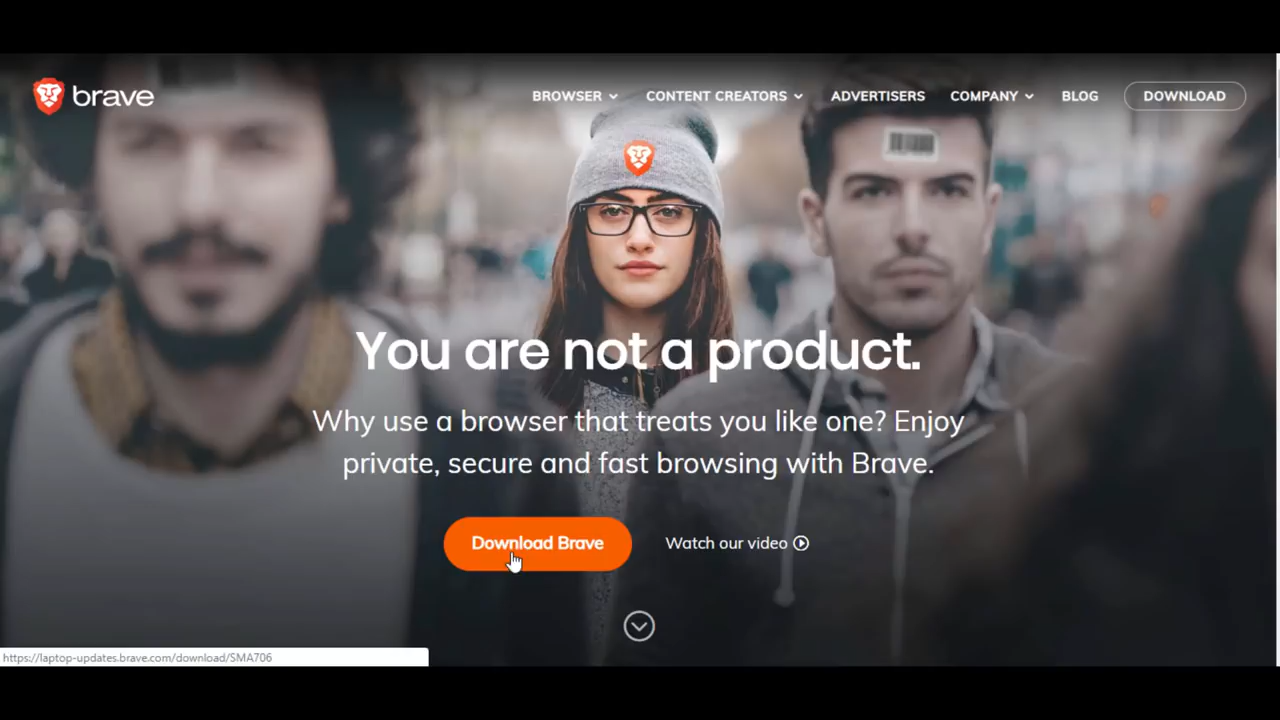 brave
BROWSER
CONTENT CREATORS
ADVERTISERS
COMPANY
BLOG
DOWNLOAD
You are not a product.
Why use a browser that treats you like one? Enjoy
private, secure and fast browsing with Brave.
Download Brave
Watch our video
https://laptop-updates.brave.com/download/SMA706